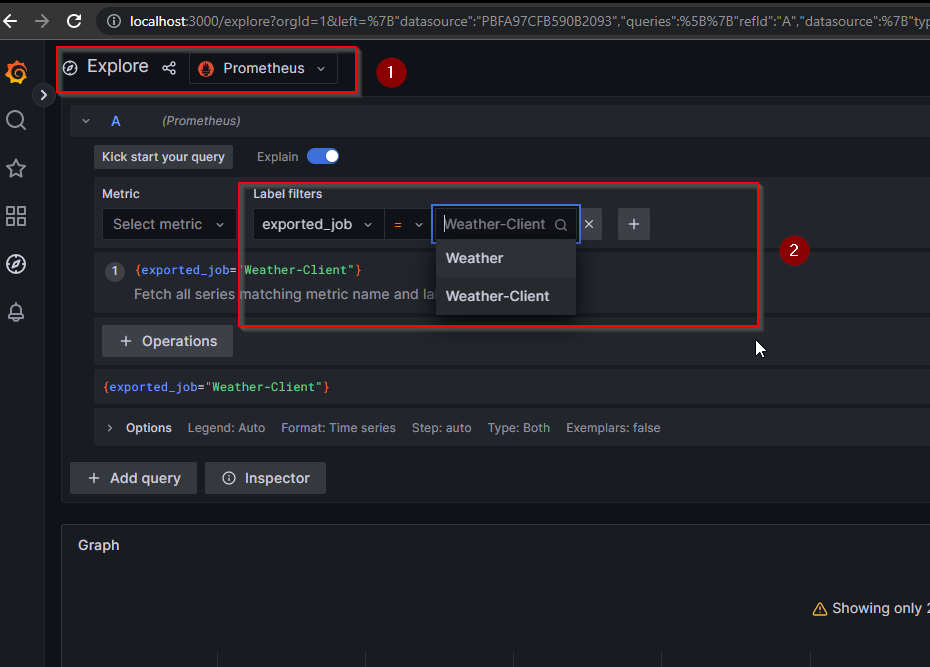 localhost:3000/explore?orgId=1&left=%7B"datasource":"PBFA97CFB590B2093","queries":%5B%7B"refId":"A","datasource":%7B"typ
Explore Prometheus 1
A (Prometheus)
Kick start your query Explain
Metric Label filters
Select metric exported_job = Weather-Client +
Weather 2
1 {exported_job="Weather-Client"}
Fetch all series matching metric name and la
Weather-Client
+ Operations
{exported_job="Weather-Client"}
Options Legend: Auto Format: Time series Step: auto Type: Both Exemplars: false
+ Add query Inspector
Graph
Showing only 2